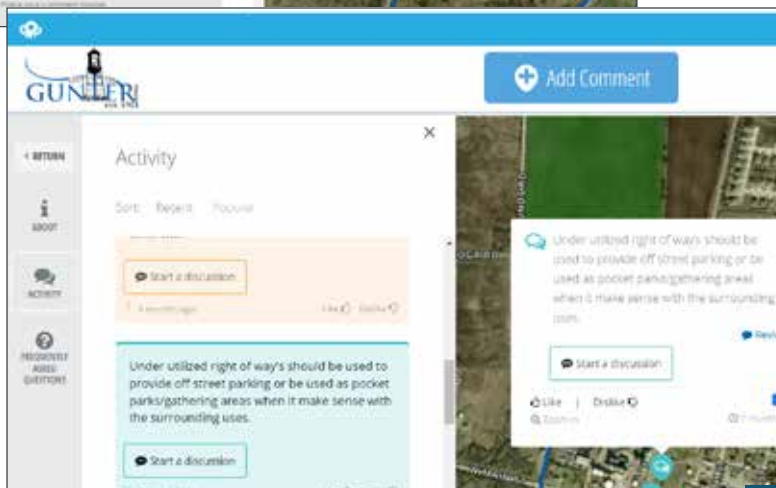 GUNTER
Add Comment
< RETURN
ABOUT
ACTIVITY
FREQUENTLY
ASKED
QUESTIONS
Activity
Sort: Recent Popular
Start a discussion
Like Dislike
Under utilized right of way's should be used to
provide off street parking or be used as pocket
parks/gathering areas when it make sense with
the surrounding uses.
Start a discussion
Under utilized right of way's should be
used to provide off street parking or be
used as pocket parks/gathering areas
when it make sense with the surrounding
uses.
Start a discussion
Like | Dislike